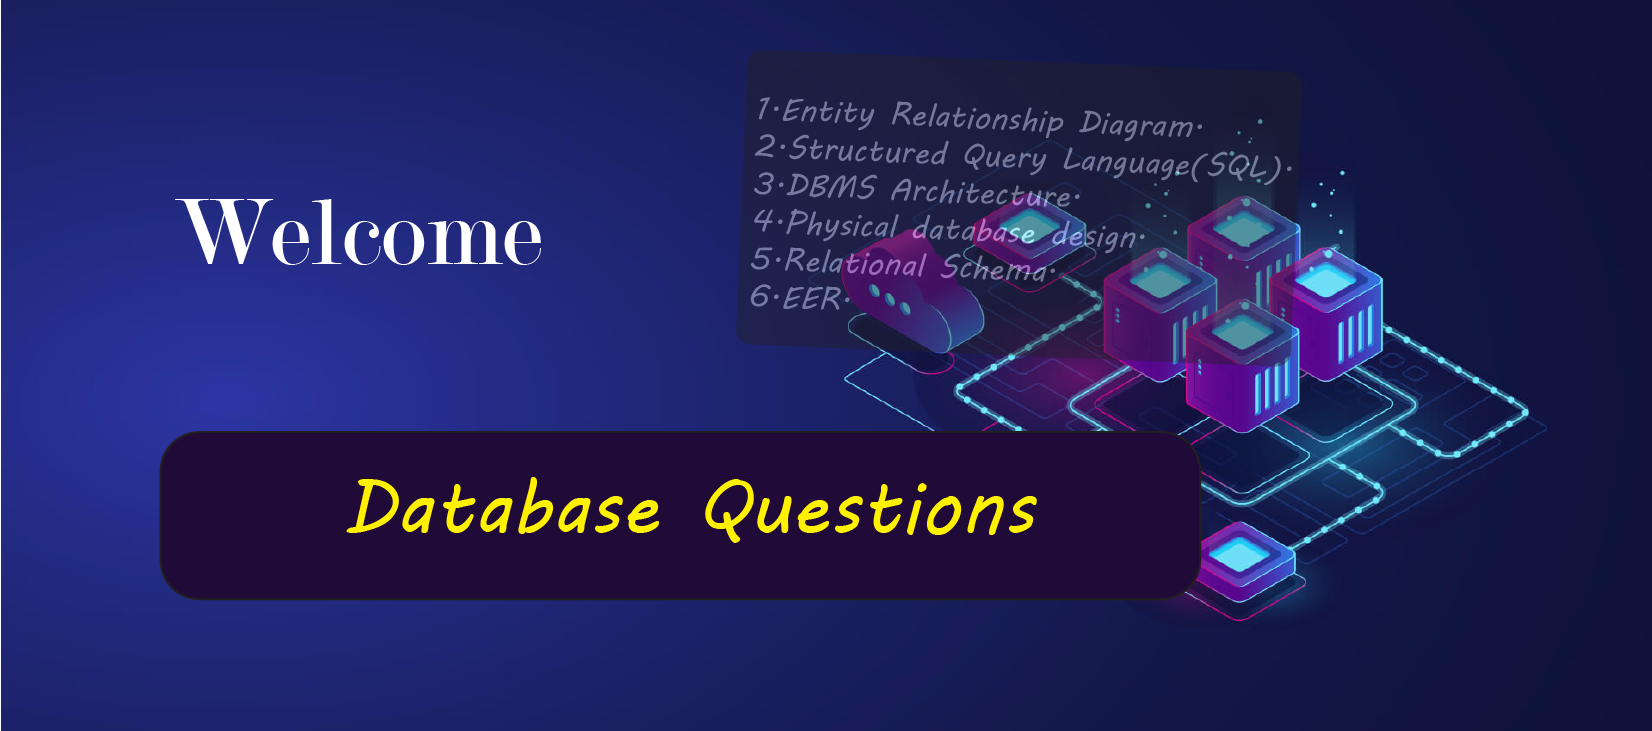 Welcome
1.Entity Relationship Diagram.
2.Structured Query Language(SQL).
3.DBMS Architecture.
4.Physical database design.
5.Relational Schema.
6.EER.
Database Questions